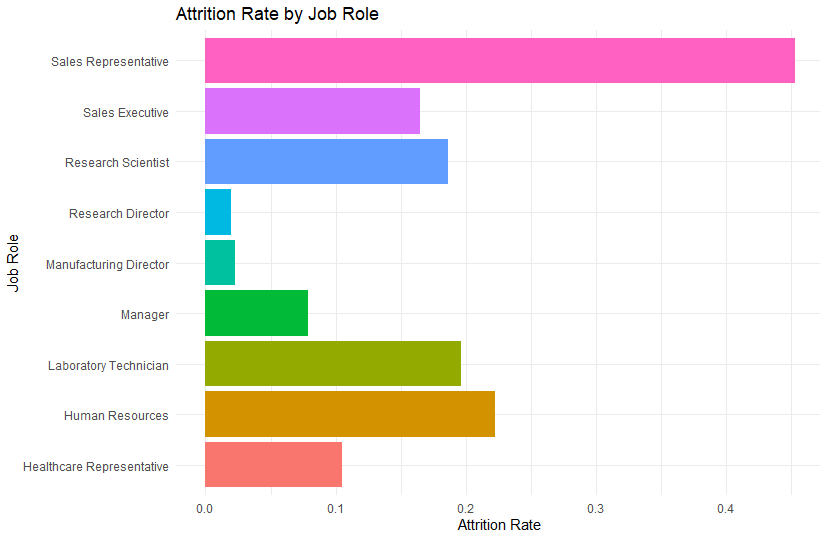 Attrition Rate by Job Role
Job Role
Sales Representative
Sales Executive
Research Scientist
Research Director
Manufacturing Director
Manager
Laboratory Technician
Human Resources
Healthcare Representative
0.0 0.1 0.2 0.3 0.4
Attrition Rate